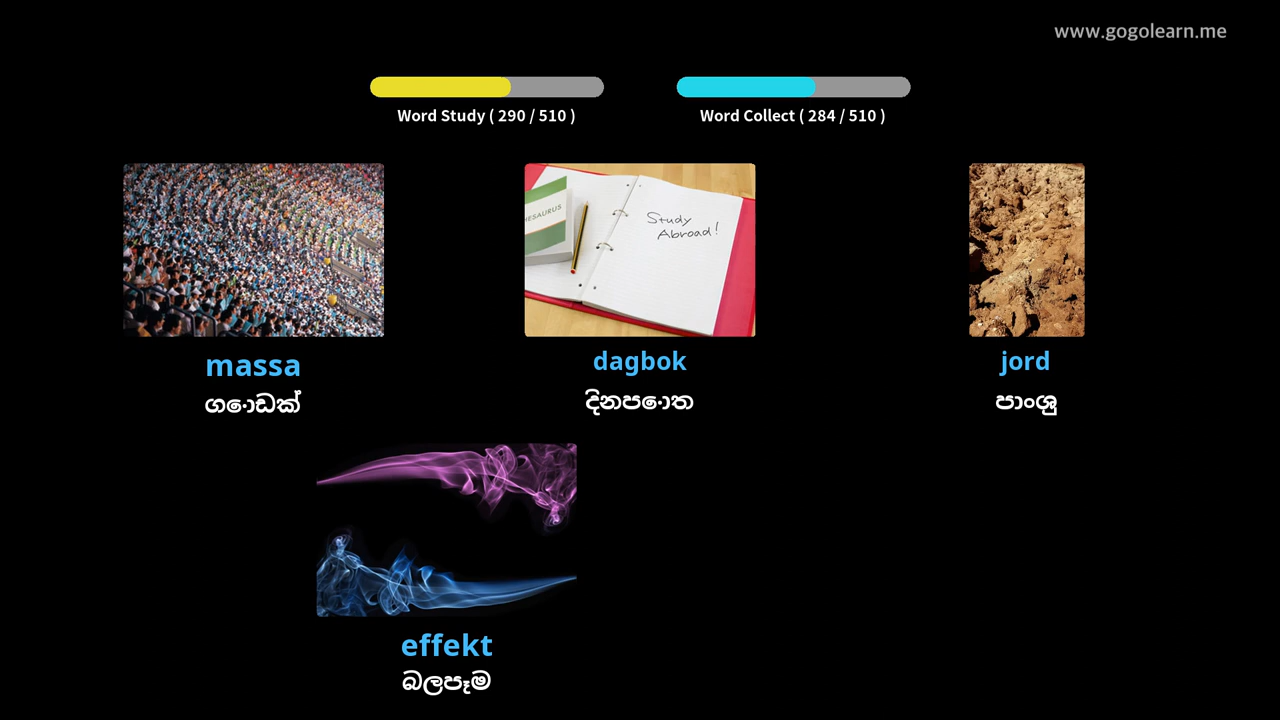 www.gogolearn.me
Word Study ( 290 / 510 )
Word Collect ( 284 / 510 )
HESAURUS
Study
Abroad!
massa
ගොඩක්
dagbok
දිනපොත
jord
පාංශු
effekt
බලපෑම